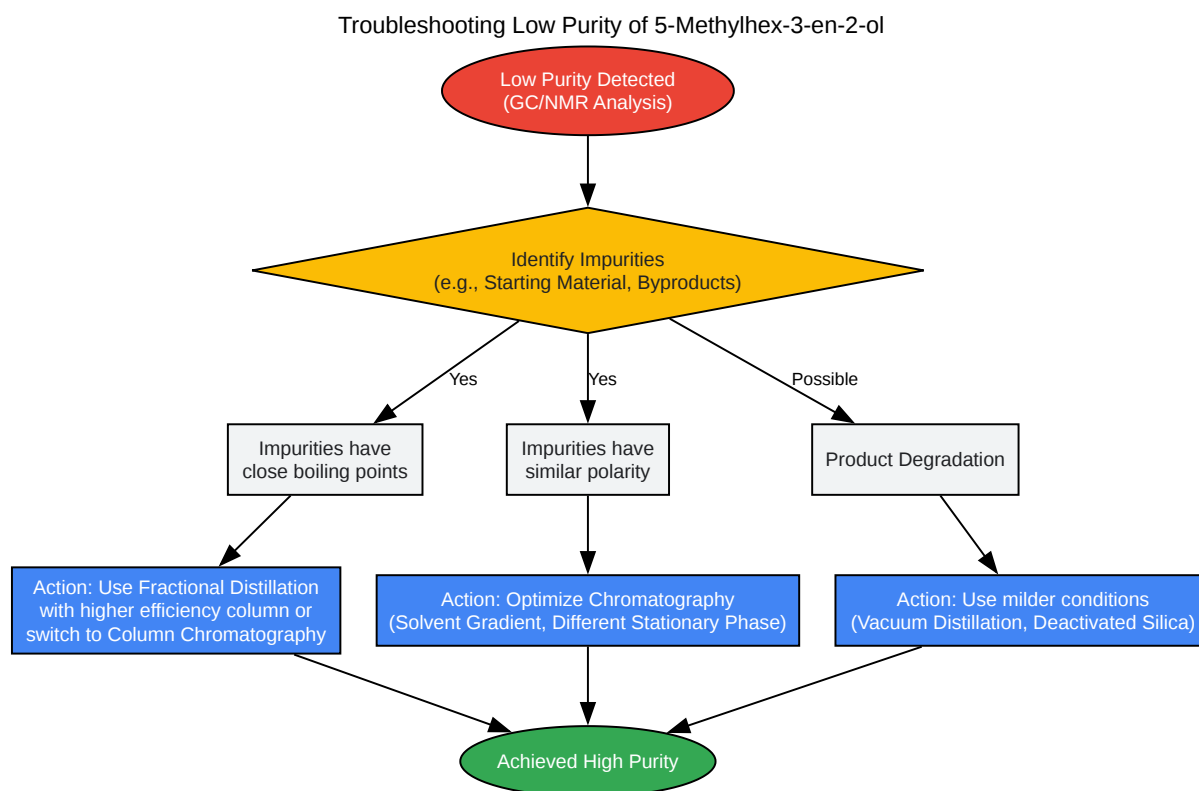 Troubleshooting Low Purity of 5-Methylhex-3-en-2-ol
Low Purity Detected
(GC/NMR Analysis)
Identify Impurities
(e.g., Starting Material, Byproducts)
Yes
Yes
Possible
Impurities have
close boiling points
Impurities have
similar polarity
Product Degradation
Action: Use Fractional Distillation
with higher efficiency column or
switch to Column Chromatography
Action: Optimize Chromatography
(Solvent Gradient, Different Stationary Phase)
Action: Use milder conditions
(Vacuum Distillation, Deactivated Silica)
Achieved High Purity